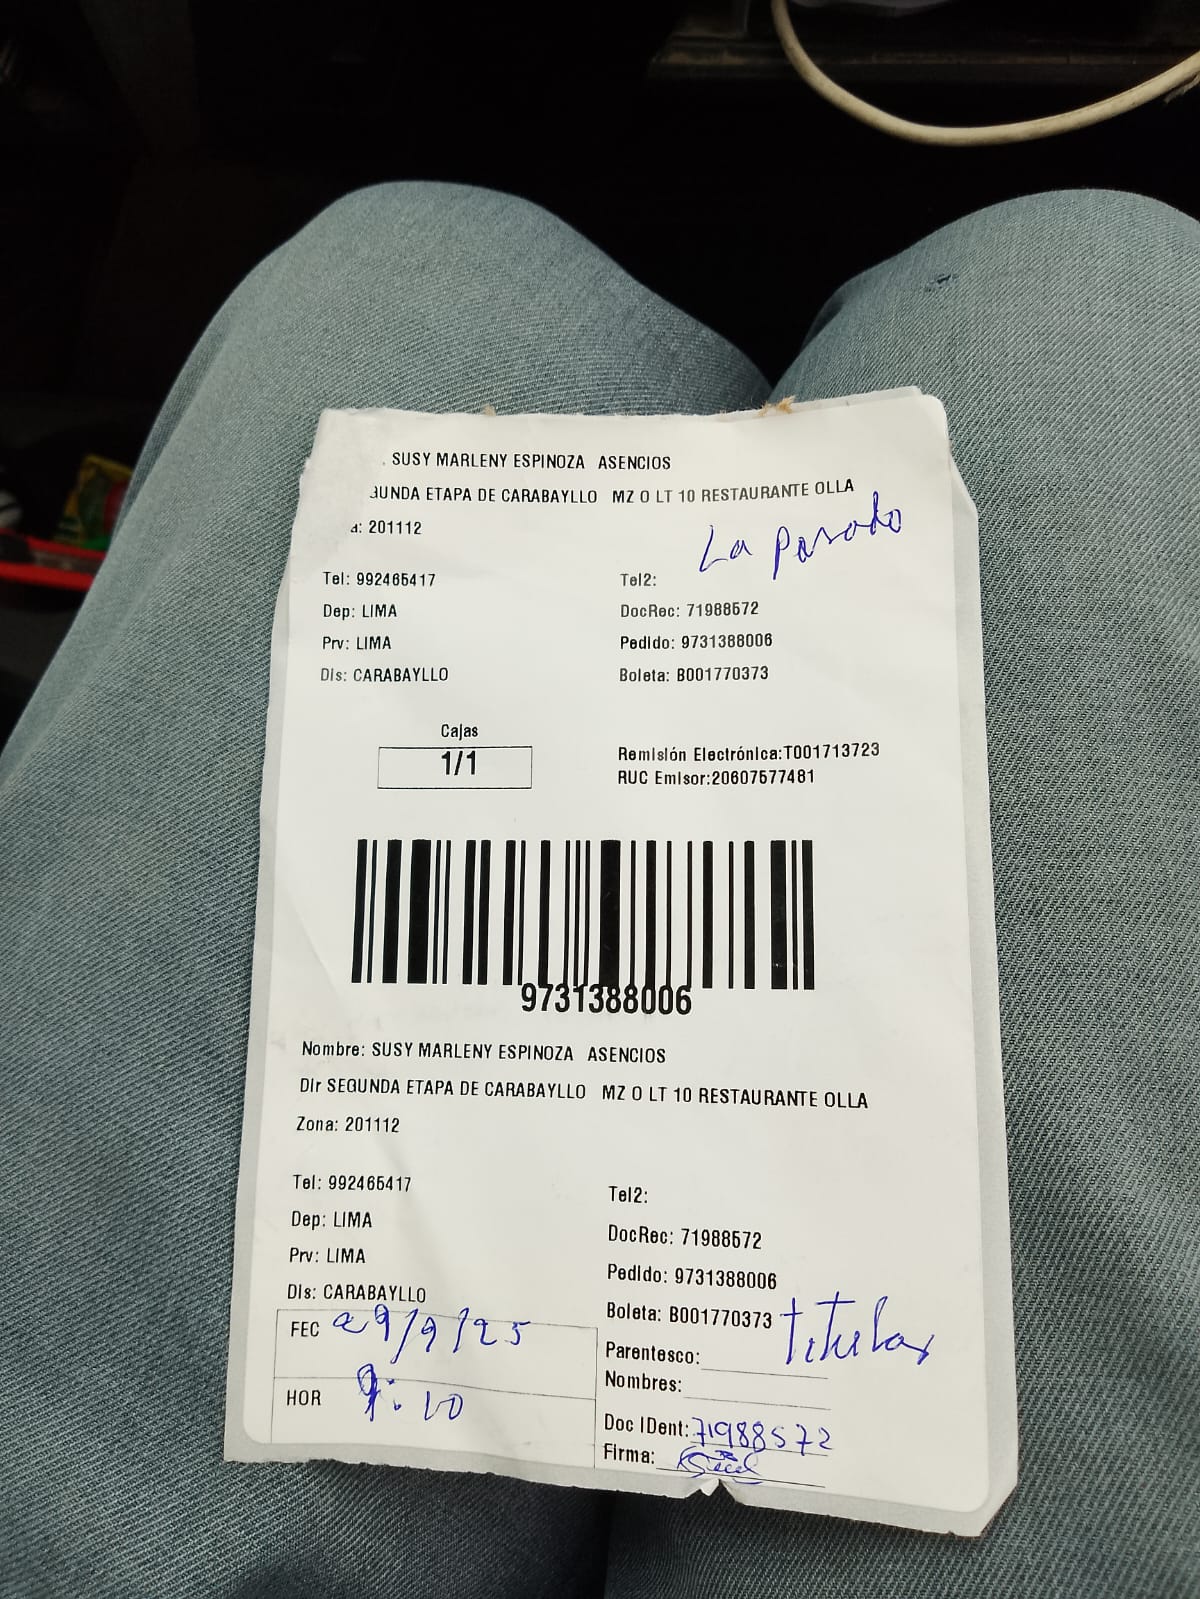 . SUSY MARLENY ESPINOZA ASENCIOS
GUNDA ETAPA DE CARABAYLLO MZ O LT 10 RESTAURANTE OLLA
a: 201112
La Parada
Tel: 992465417
Tel2:
Dep: LIMA
DocRec: 71988572
Prv: LIMA
Pedido: 9731388006
Dis: CARABAYLLO
Boleta: B001770373
Cajas
1/1
Remisión Electrónica:T001713723
RUC Emisor:20607577481
9731388006
Nombre: SUSY MARLENY ESPINOZA ASENCIOS
Dir SEGUNDA ETAPA DE CARABAYLLO MZ O LT 10 RESTAURANTE OLLA
Zona: 201112
Tel: 992465417
Tel2:
Dep: LIMA
DocRec: 71988572
Prv: LIMA
Pedido: 9731388006
Dis: CARABAYLLO
Boleta: B001770373
FEC 29/9/25
Parentesco: titular
Nombres:
HOR 9:10
Doc IDent: 71988572
Firma: